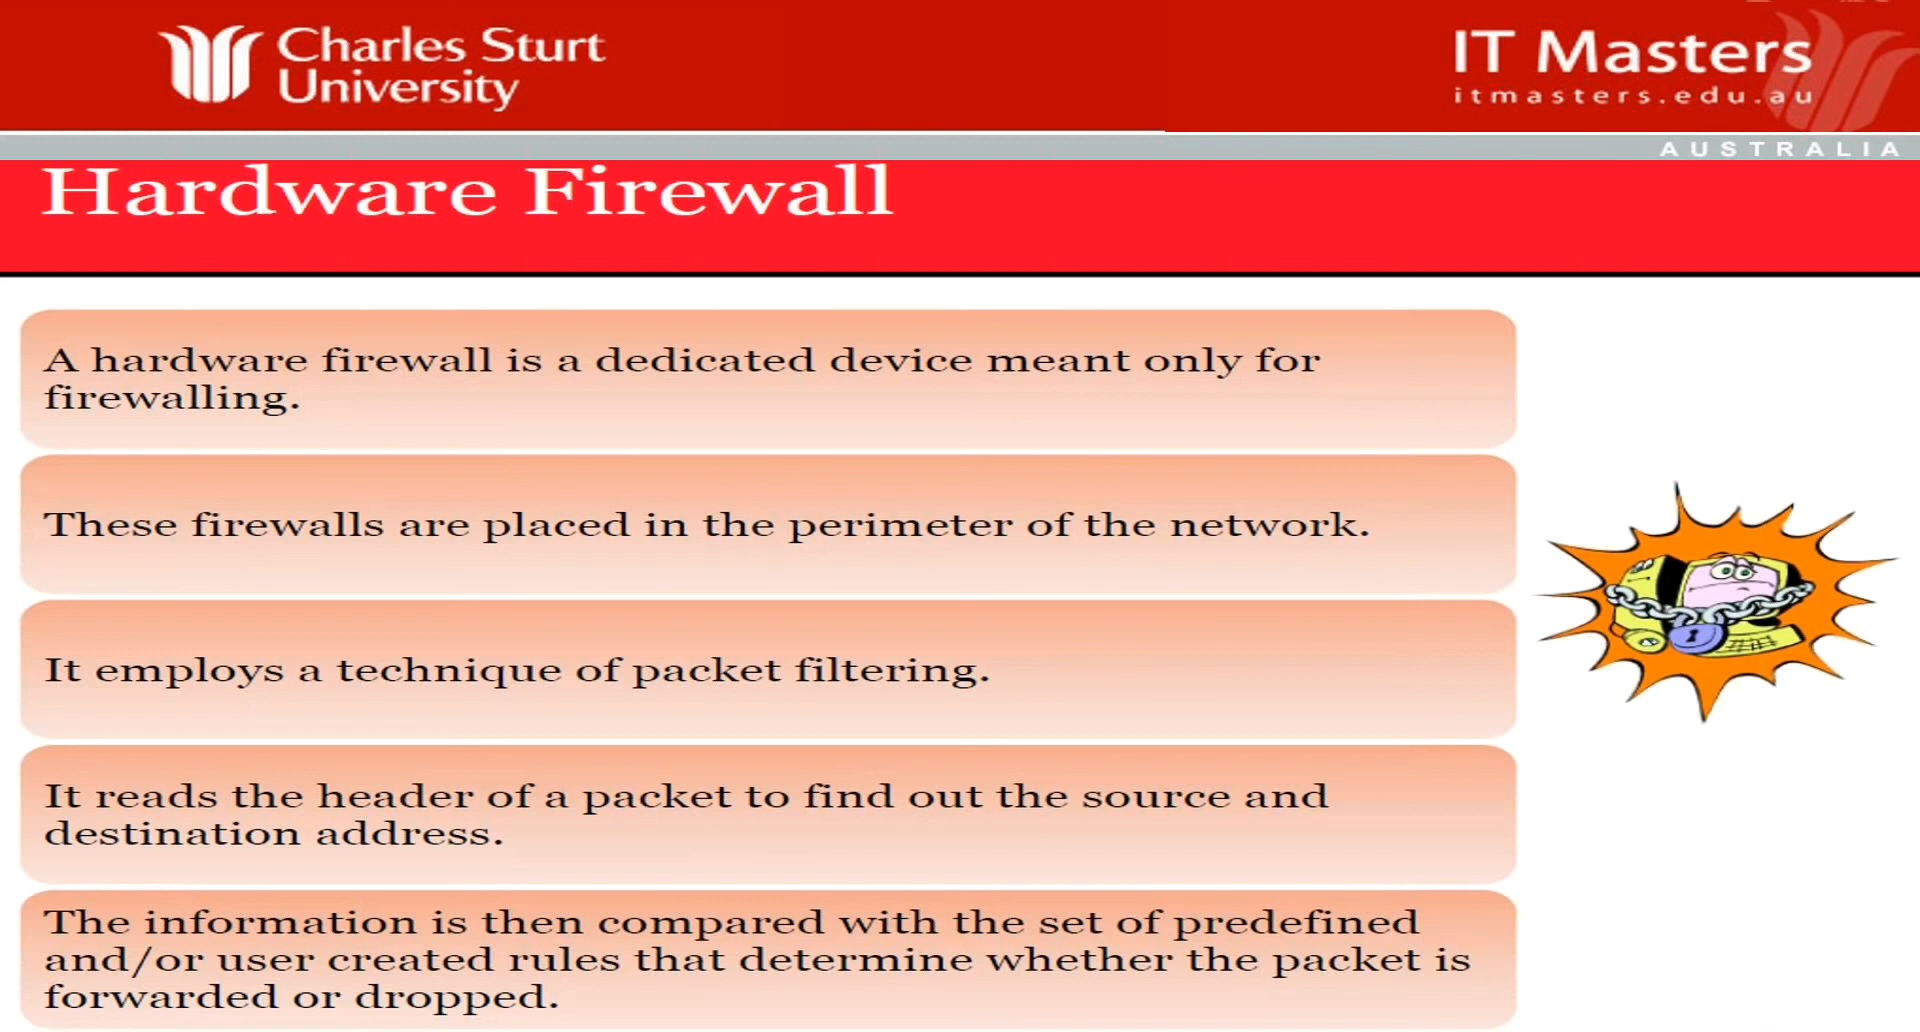 Charles Sturt
University
IT Masters
itmasters.edu.au
AUSTRALIA
Hardware Firewall
A hardware firewall is a dedicated device meant only for
firewalling.
These firewalls are placed in the perimeter of the network.
It employs a technique of packet filtering.
It reads the header of a packet to find out the source and
destination address.
The information is then compared with the set of predefined
and/or user created rules that determine whether the packet is
forwarded or dropped.